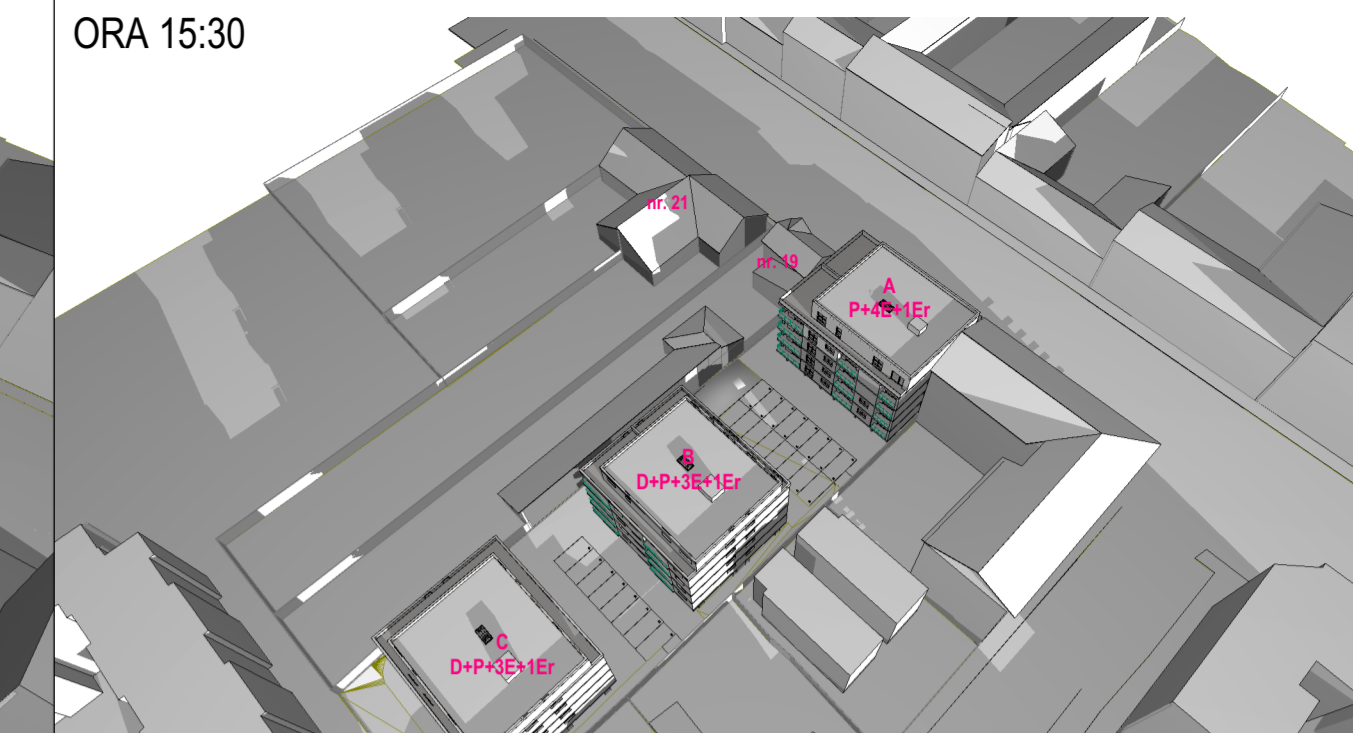 ORA 15:30
nr. 21
nr. 19
A
P+4E+1Er
B
D+P+3E+1Er
C
D+P+3E+1Er